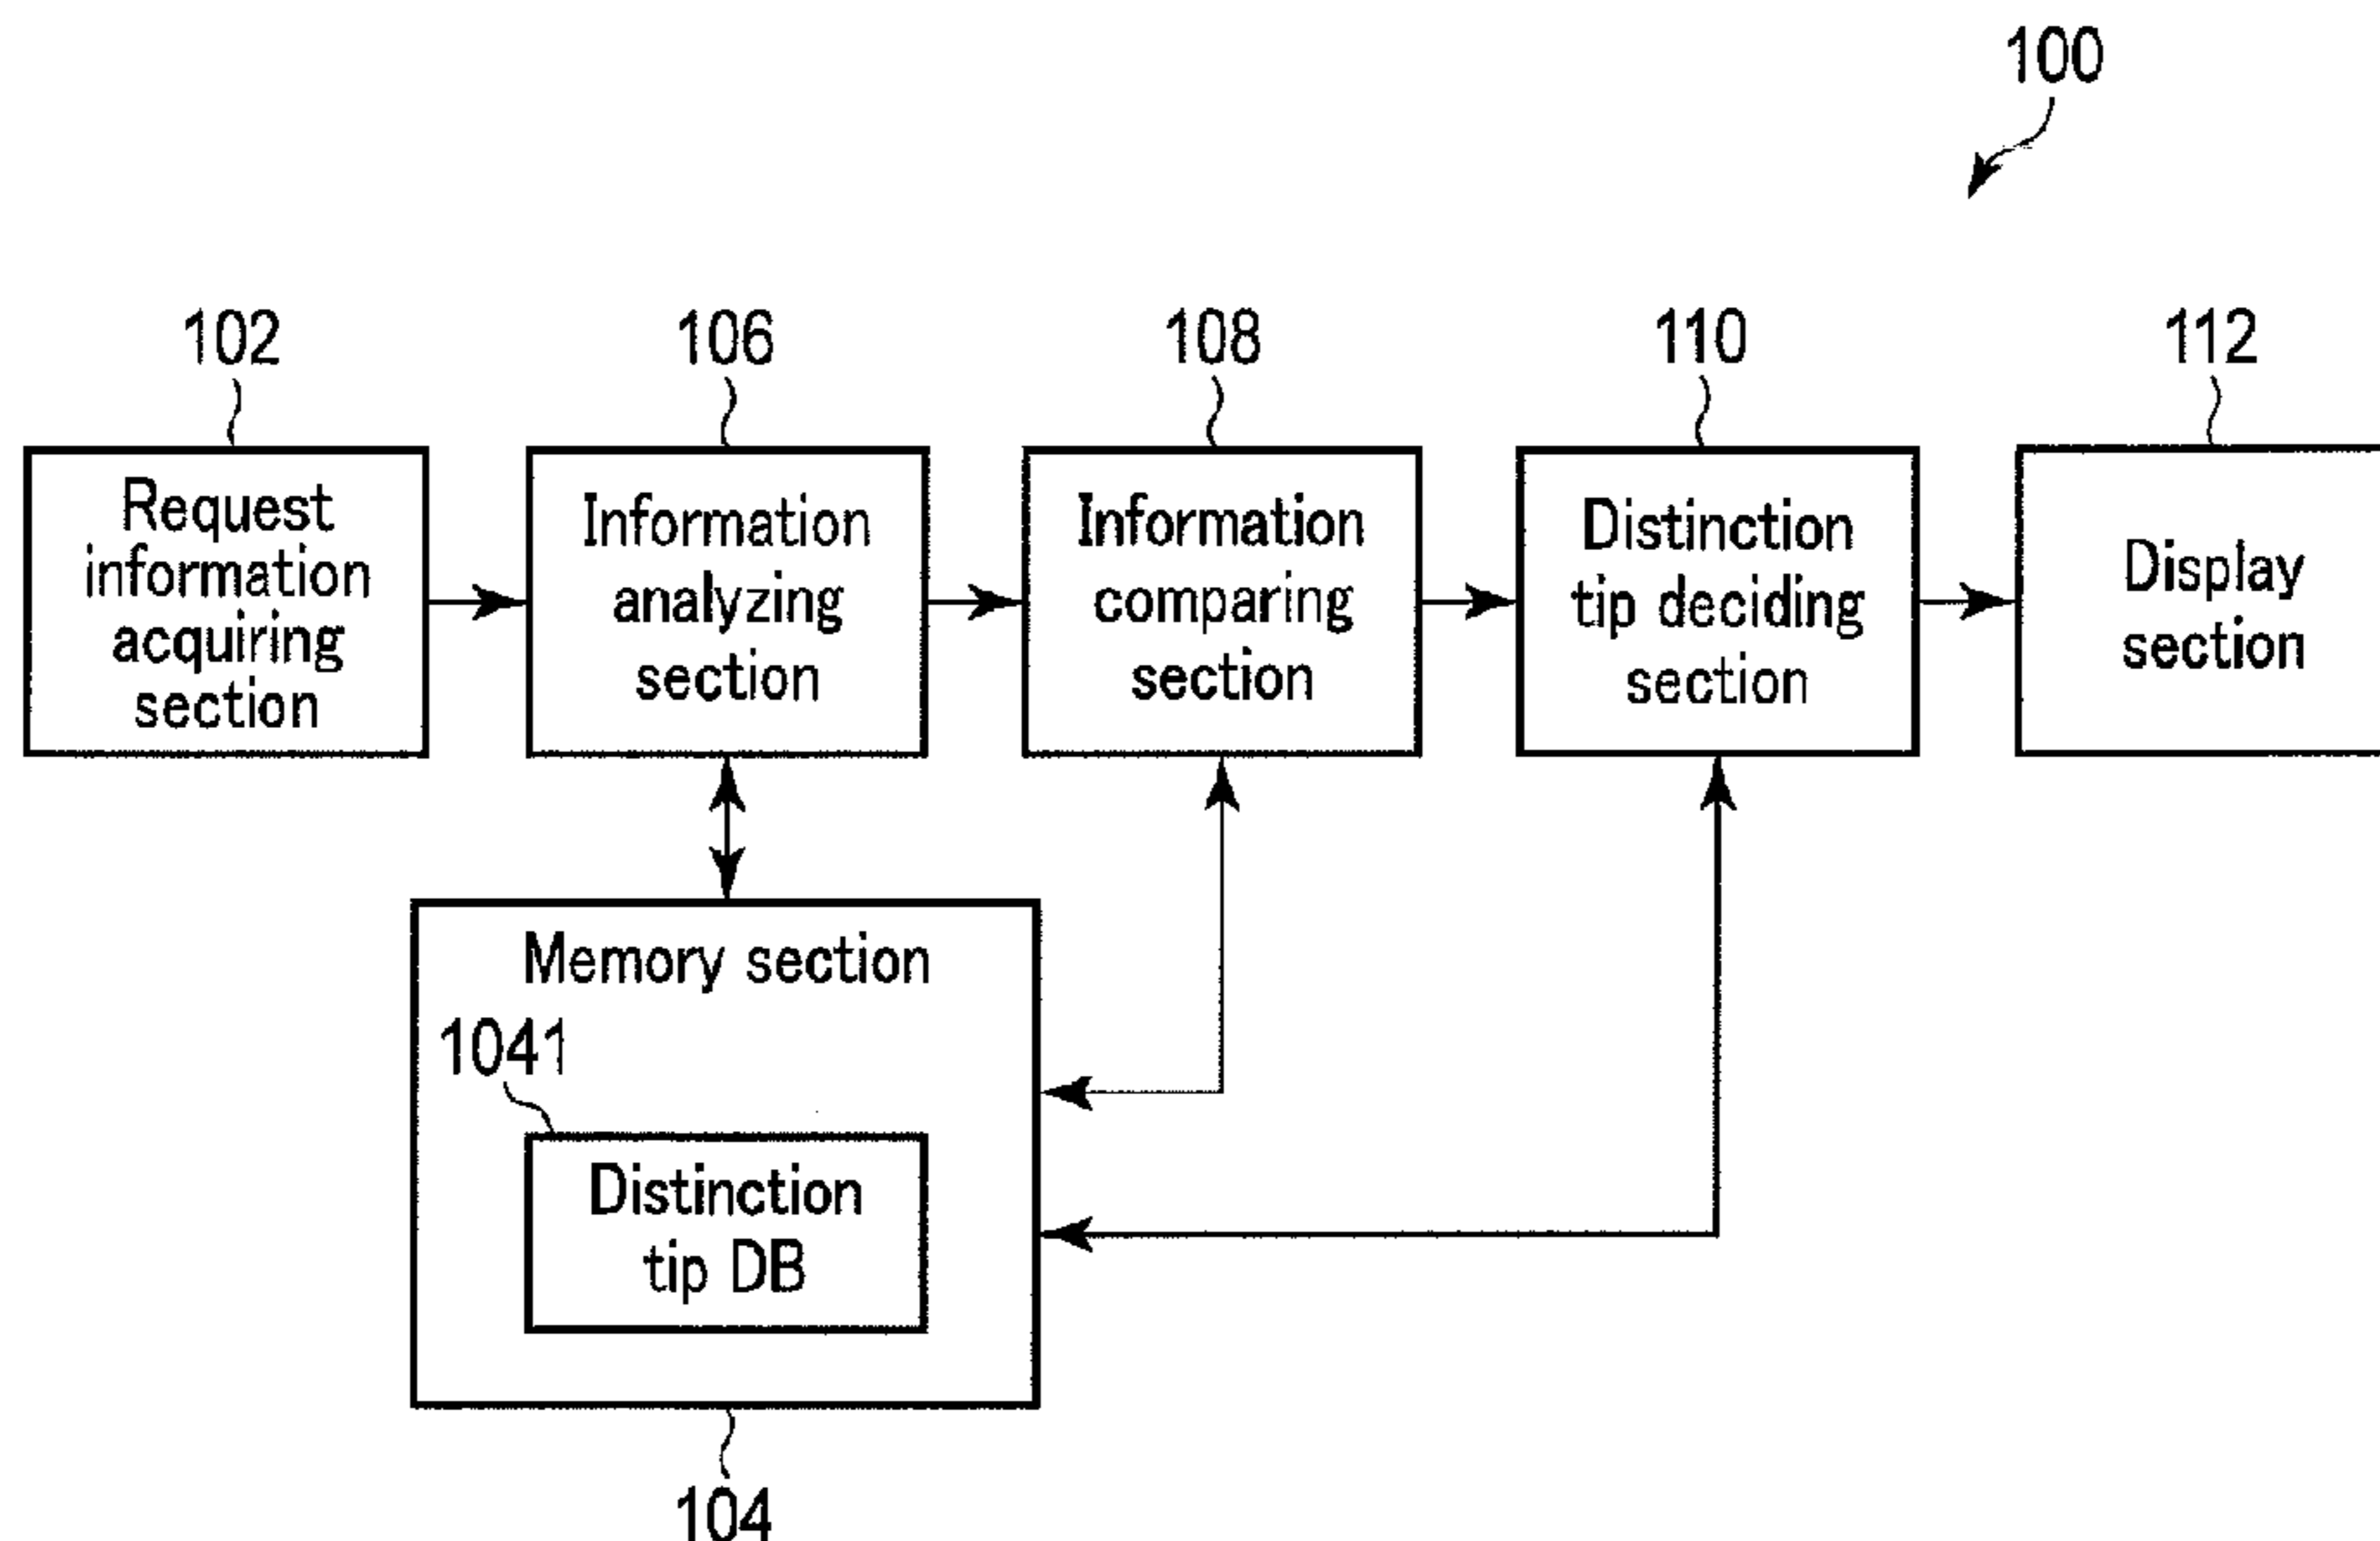 100
102
106
108
110
112
Request
information
acquiring
section
Information
analyzing
section
Information
comparing
section
Distinction
tip deciding
section
Display
section
Memory section
1041
Distinction
tip DB
104